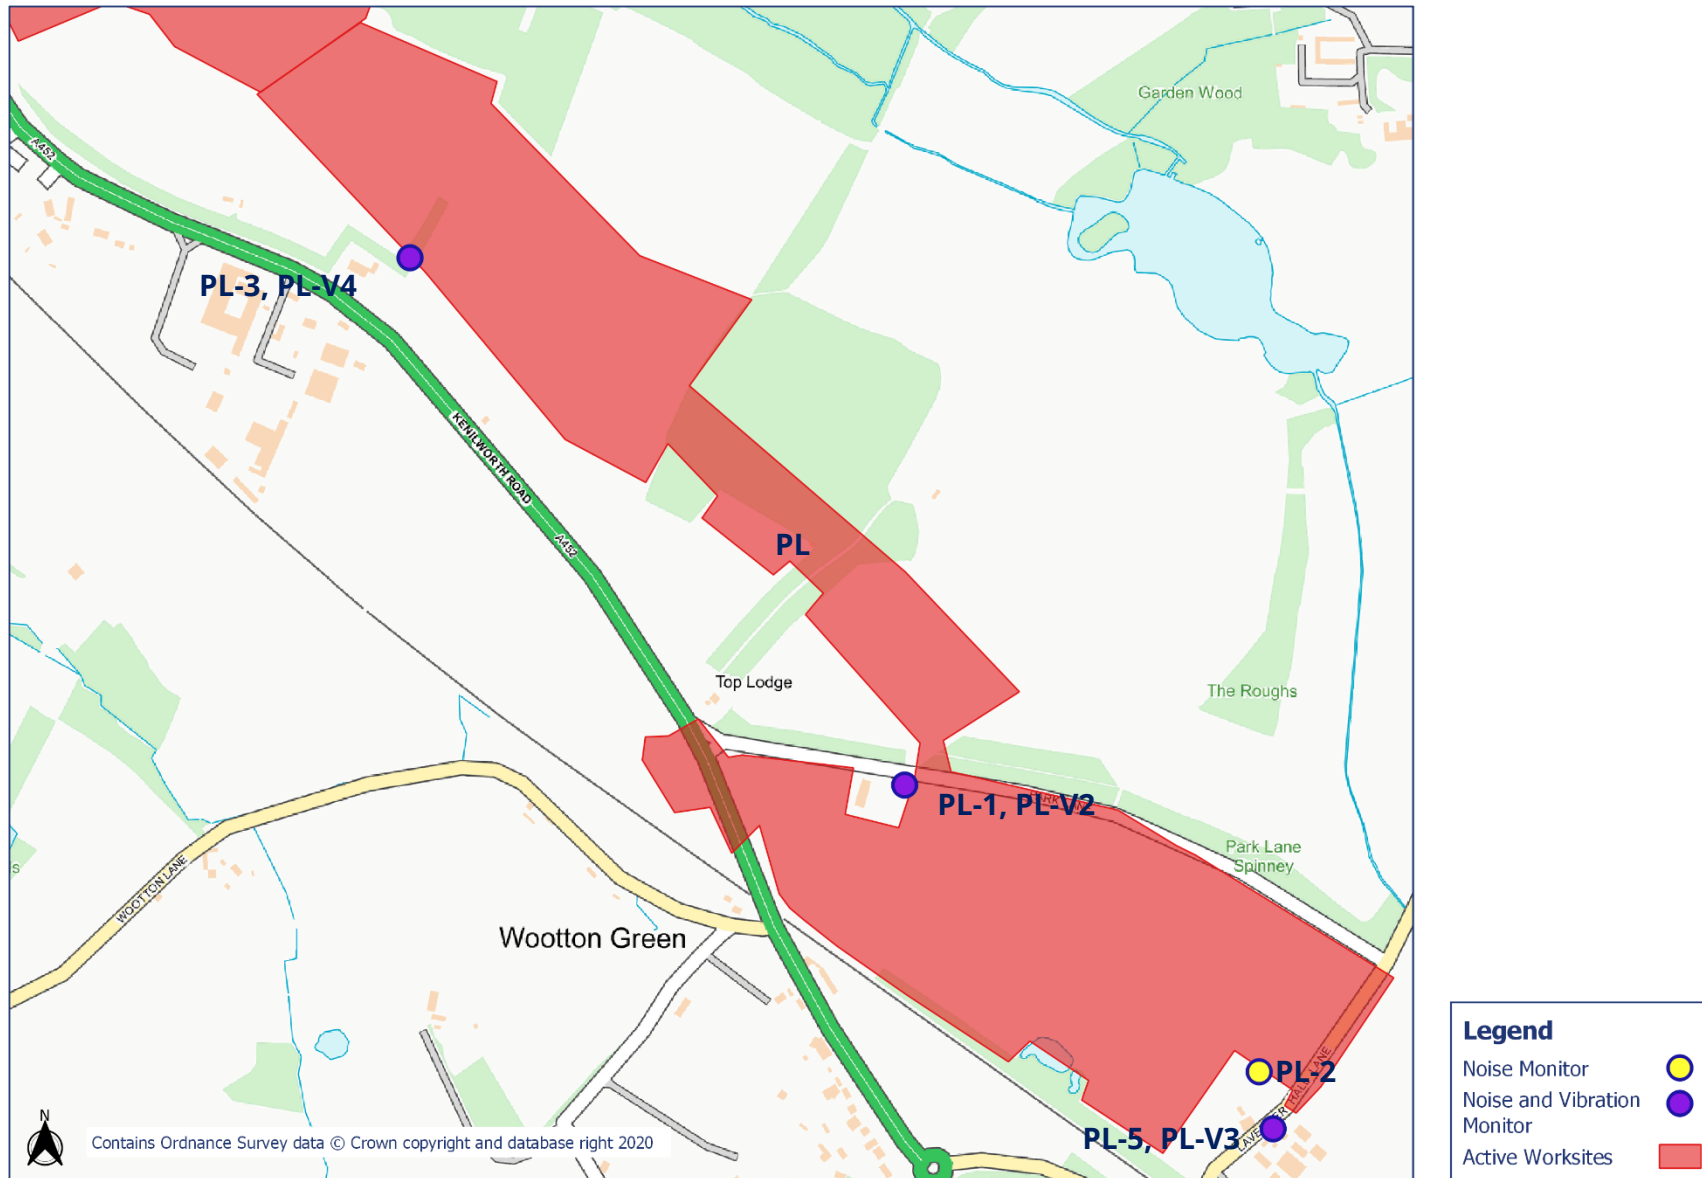 Garden Wood
A452
PL-3, PL-V4
KENILWORTH ROAD
A452
PL
Top Lodge
The Roughs
PL-1, PL-V2
Park Lane
Spinney
WOOTTON LANE
Wootton Green
PL-2
HALL LANE
PL-5, PL-V3
N
Contains Ordnance Survey data © Crown copyright and database right 2020
Legend
Noise Monitor
Noise and Vibration
Monitor
Active Worksites